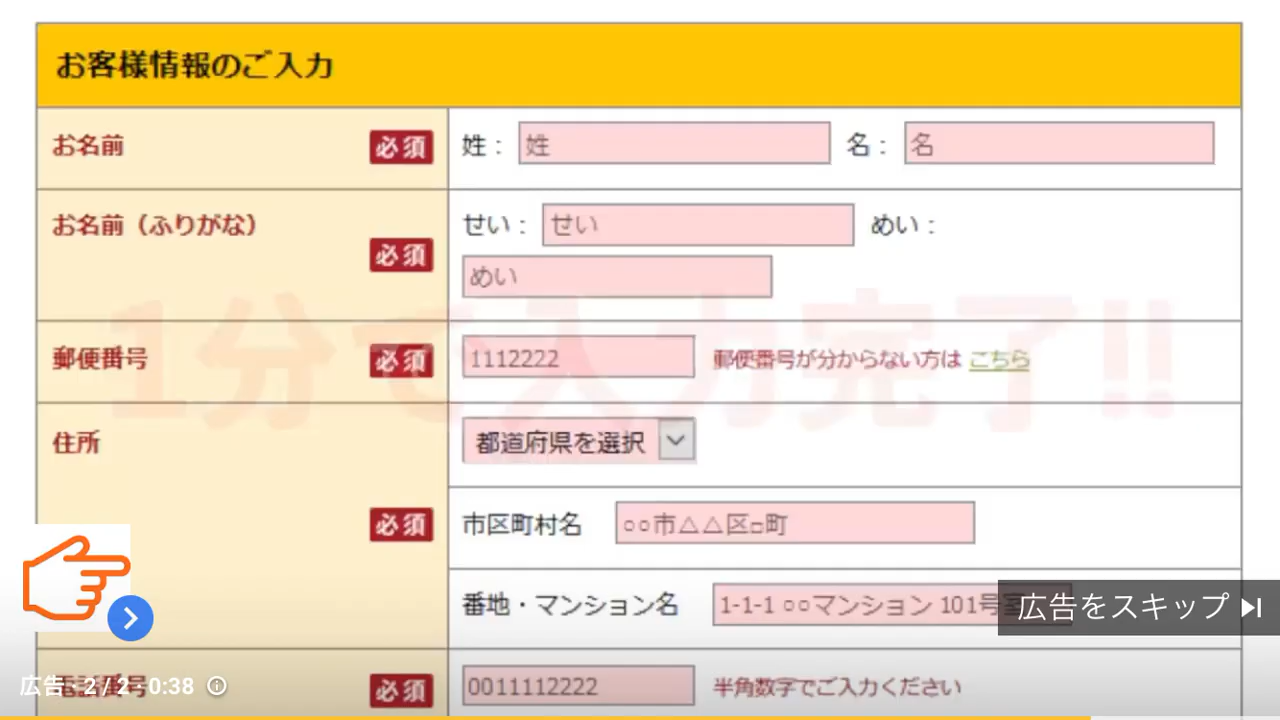 お客様情報のご入力
お名前 必須 姓： 姓 名： 名
お名前（ふりがな） 必須 せい： せい めい：
めい
1分で入力完了!!
郵便番号 必須 1112222 郵便番号が分からない方は こちら
住所 必須 都道府県を選択
市区町村名 ○○市△△区□町
番地・マンション名 1-1-1 ○○マンション 101号室
広告をスキップ
電話番号 必須 0011112222 半角数字でご入力ください
広告・2 / 2・0:38